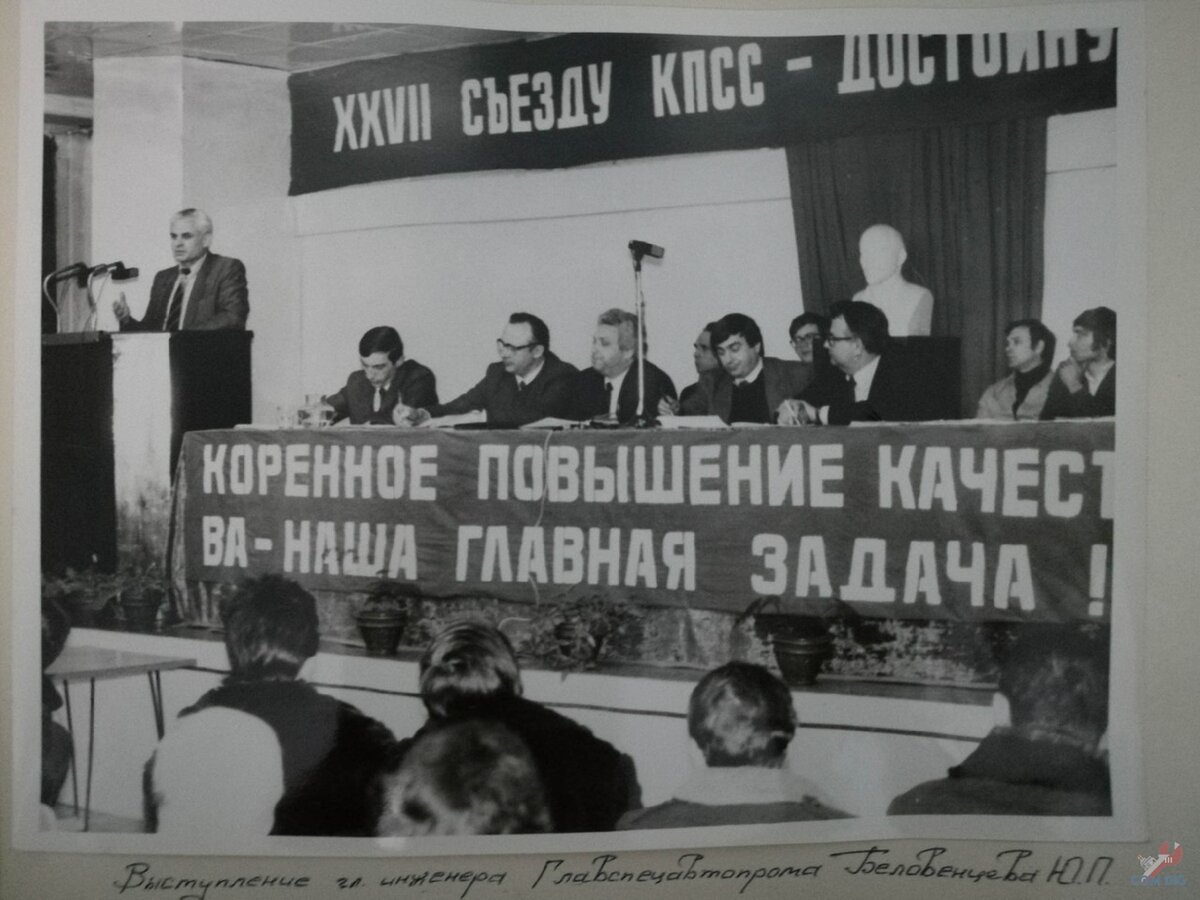 XXVII СЪЕЗДУ КПСС - ДОСТОЙНУ
КОРЕННОЕ ПОВЫШЕНИЕ КАЧЕСТ
ВА - НАША ГЛАВНАЯ ЗАДАЧА !
Выступление гл. инженера Главспецавтопрома Беловенцева Ю.П.